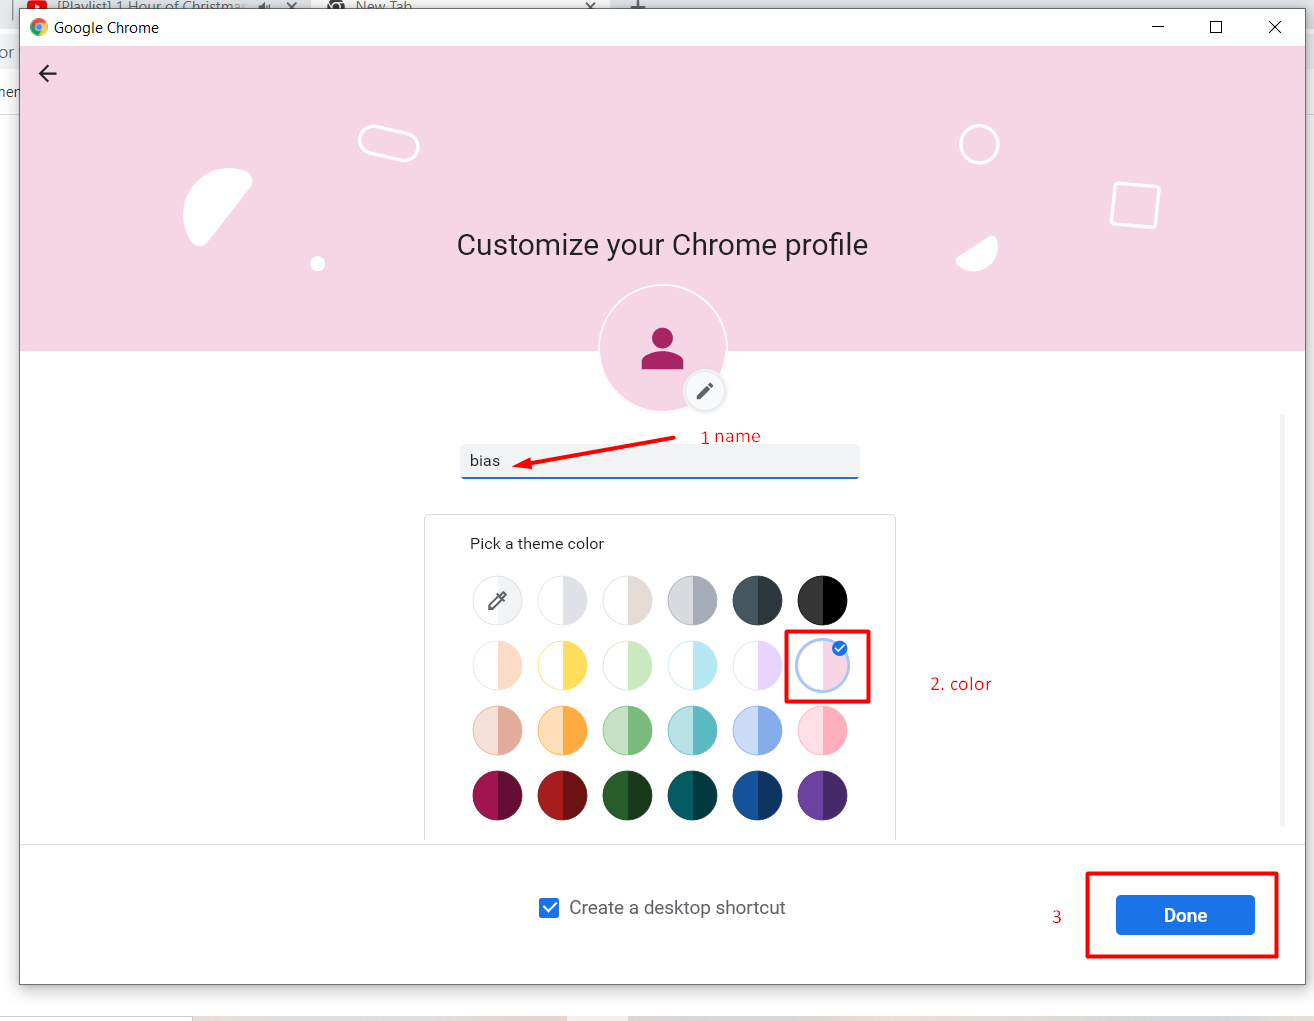 [Playlist] 1 Hour of Christmas
New Tab
Google Chrome
or
Customize your Chrome profile
1 name
bias
Pick a theme color
2. color
Create a desktop shortcut
3
Done